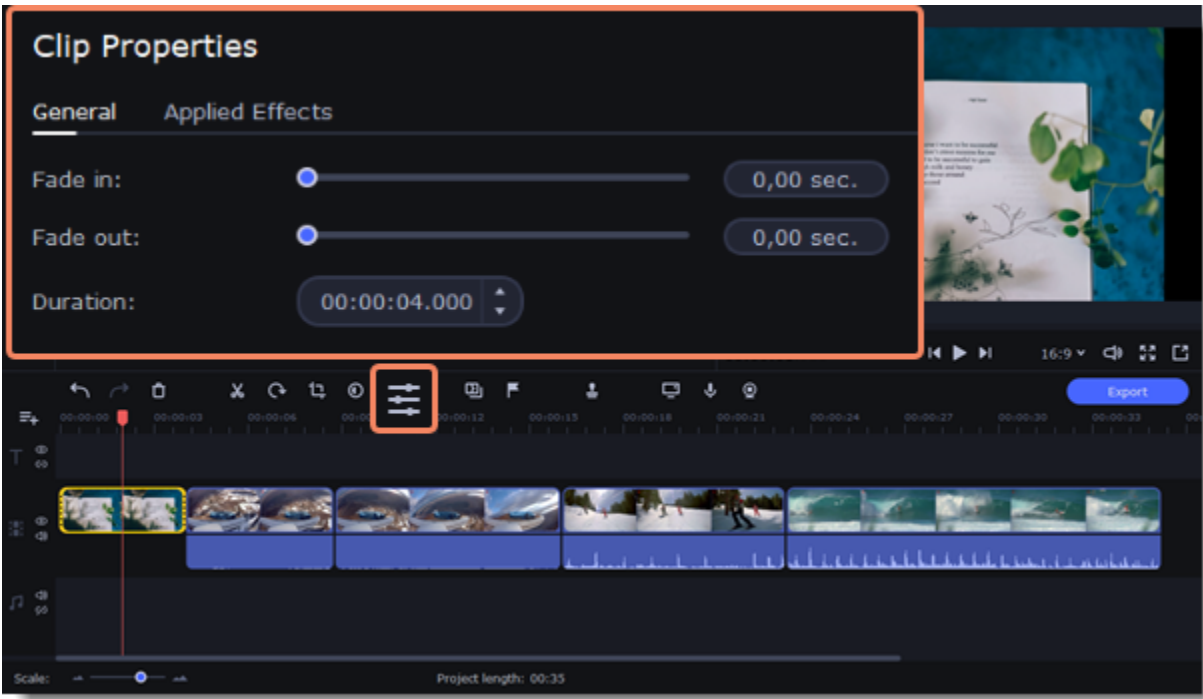 Clip Properties
General Applied Effects
Fade in: 0,00 sec.
Fade out: 0,00 sec.
Duration: 00:00:04.000
16:9
Export
00:00:00 00:00:03 00:00:06 00:00:12 00:00:15 00:00:18 00:00:21 00:00:24 00:00:27 00:00:30 00:00:33
Scale: Project length: 00:35